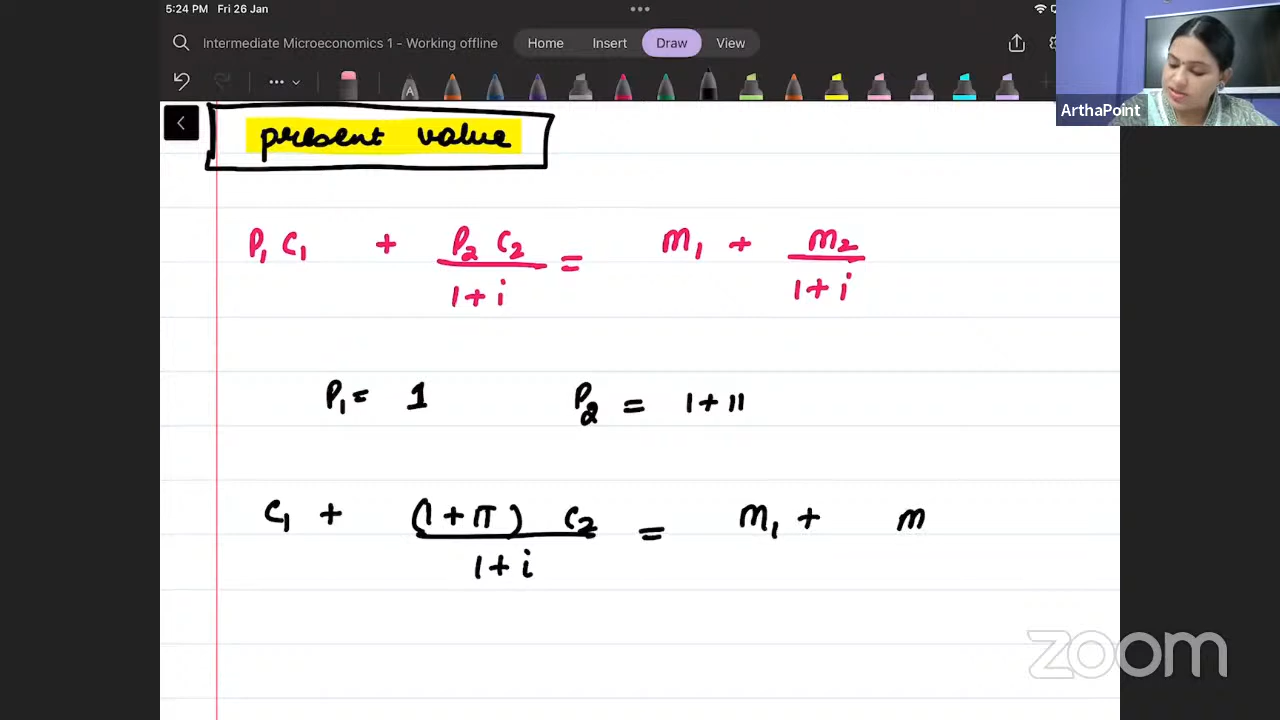 5:24 PM Fri 26 Jan
Intermediate Microeconomics 1 - Working offline Home Insert Draw View
A
ArthaPoint
present value
P₁ C₁ + P₂ C₂ / 1 + i = m₁ + m₂ / 1 + i
P₁ = 1 P₂ = 1 + π
C₁ + (1 + π) C₂ / 1 + i = m₁ + m
zoom